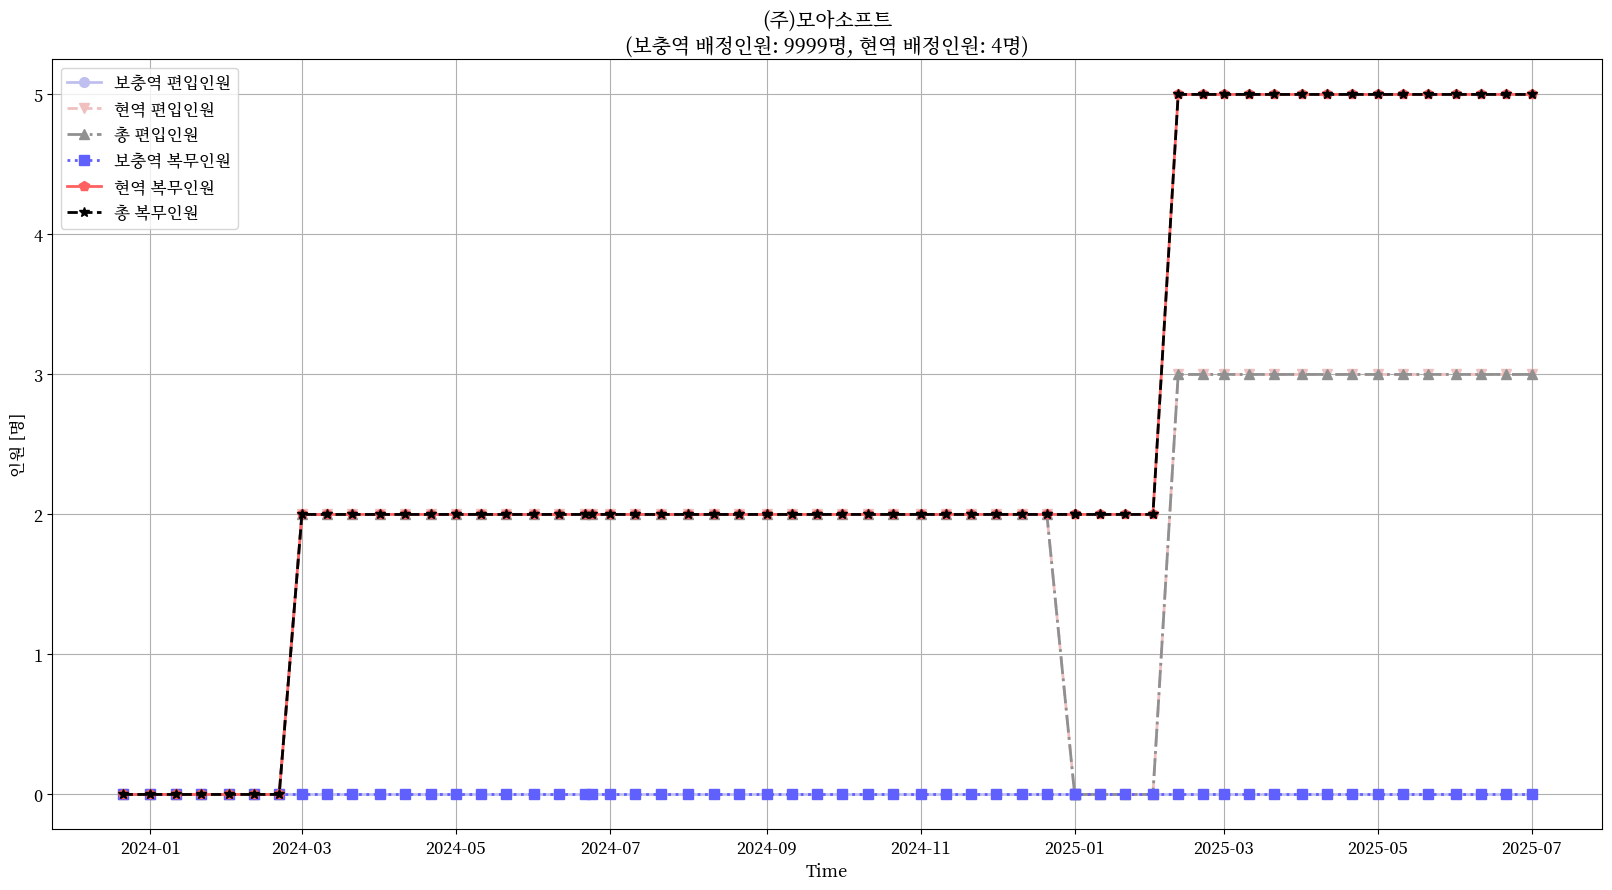 (주)모아소프트
(보충역 배정인원: 9999명, 현역 배정인원: 4명)
보충역 편입인원
현역 편입인원
총 편입인원
보충역 복무인원
현역 복무인원
총 복무인원
5
4
3
2
1
0
인원 [명]
2024-01 2024-03 2024-05 2024-07 2024-09 2024-11 2025-01 2025-03 2025-05 2025-07
Time